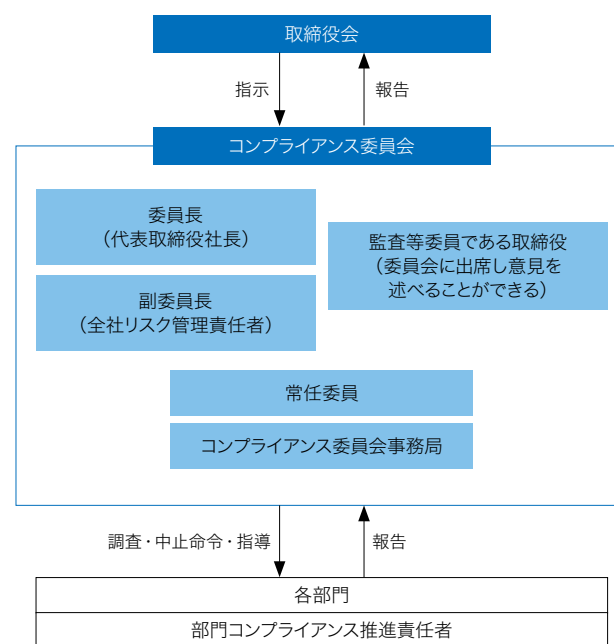 取締役会
指示
報告
コンプライアンス委員会
委員長
（代表取締役社長）
監査等委員である取締役
（委員会に出席し意見を
述べることができる）
副委員長
（全社リスク管理責任者）
常任委員
コンプライアンス委員会事務局
調査・中止命令・指導
報告
各部門
部門コンプライアンス推進責任者